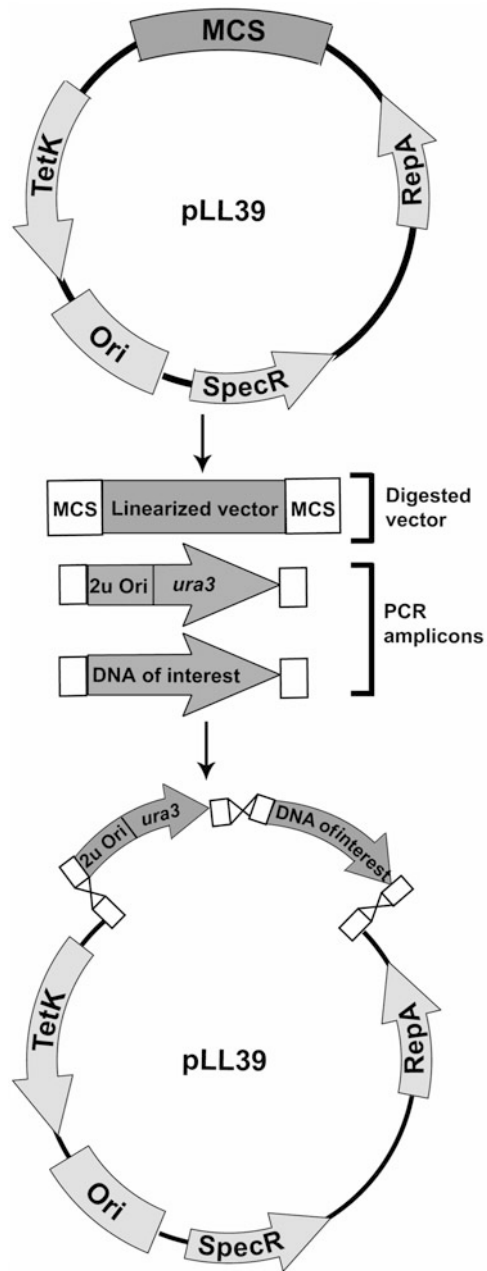 MCS
TetK
RepA
pLL39
Ori
SpecR
MCS
Linearized vector
MCS
Digested
vector
2u Ori
ura3
PCR
amplicons
DNA of interest
2u Ori
ura3
DNA ofinterest
TetK
RepA
pLL39
Ori
SpecR